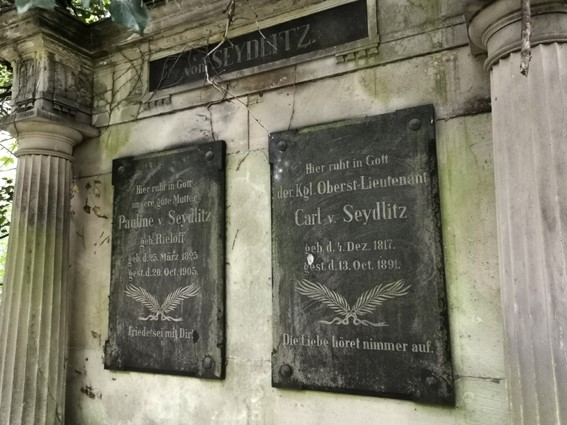 von SEYDLITZ.
Hier ruht in Gott
unsere gute Mutter
Pauline v. Seydlitz
geb. Rieloff
geb. d. 25. März 1825
gest. d. 20. Oct. 1905.
Friede sei mit Dir!
Hier ruht in Gott
der Kgl. Oberst-Lieutenant
Carl v. Seydlitz
geb. d. 4. Dez. 1817.
gest. d. 13. Oct. 1891.
Die Liebe höret nimmer auf.